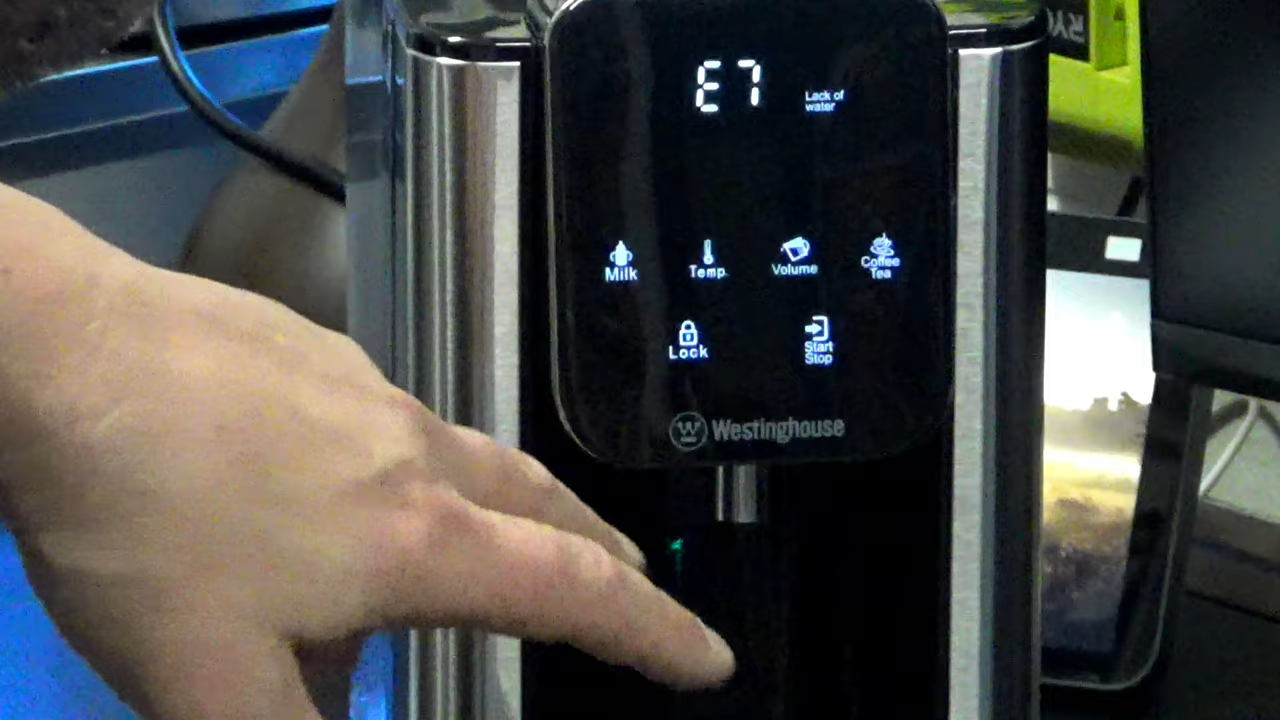 E7
Lack of
water
Milk
Temp.
Volume
Coffee
Tea
Lock
Start
Stop
W Westinghouse